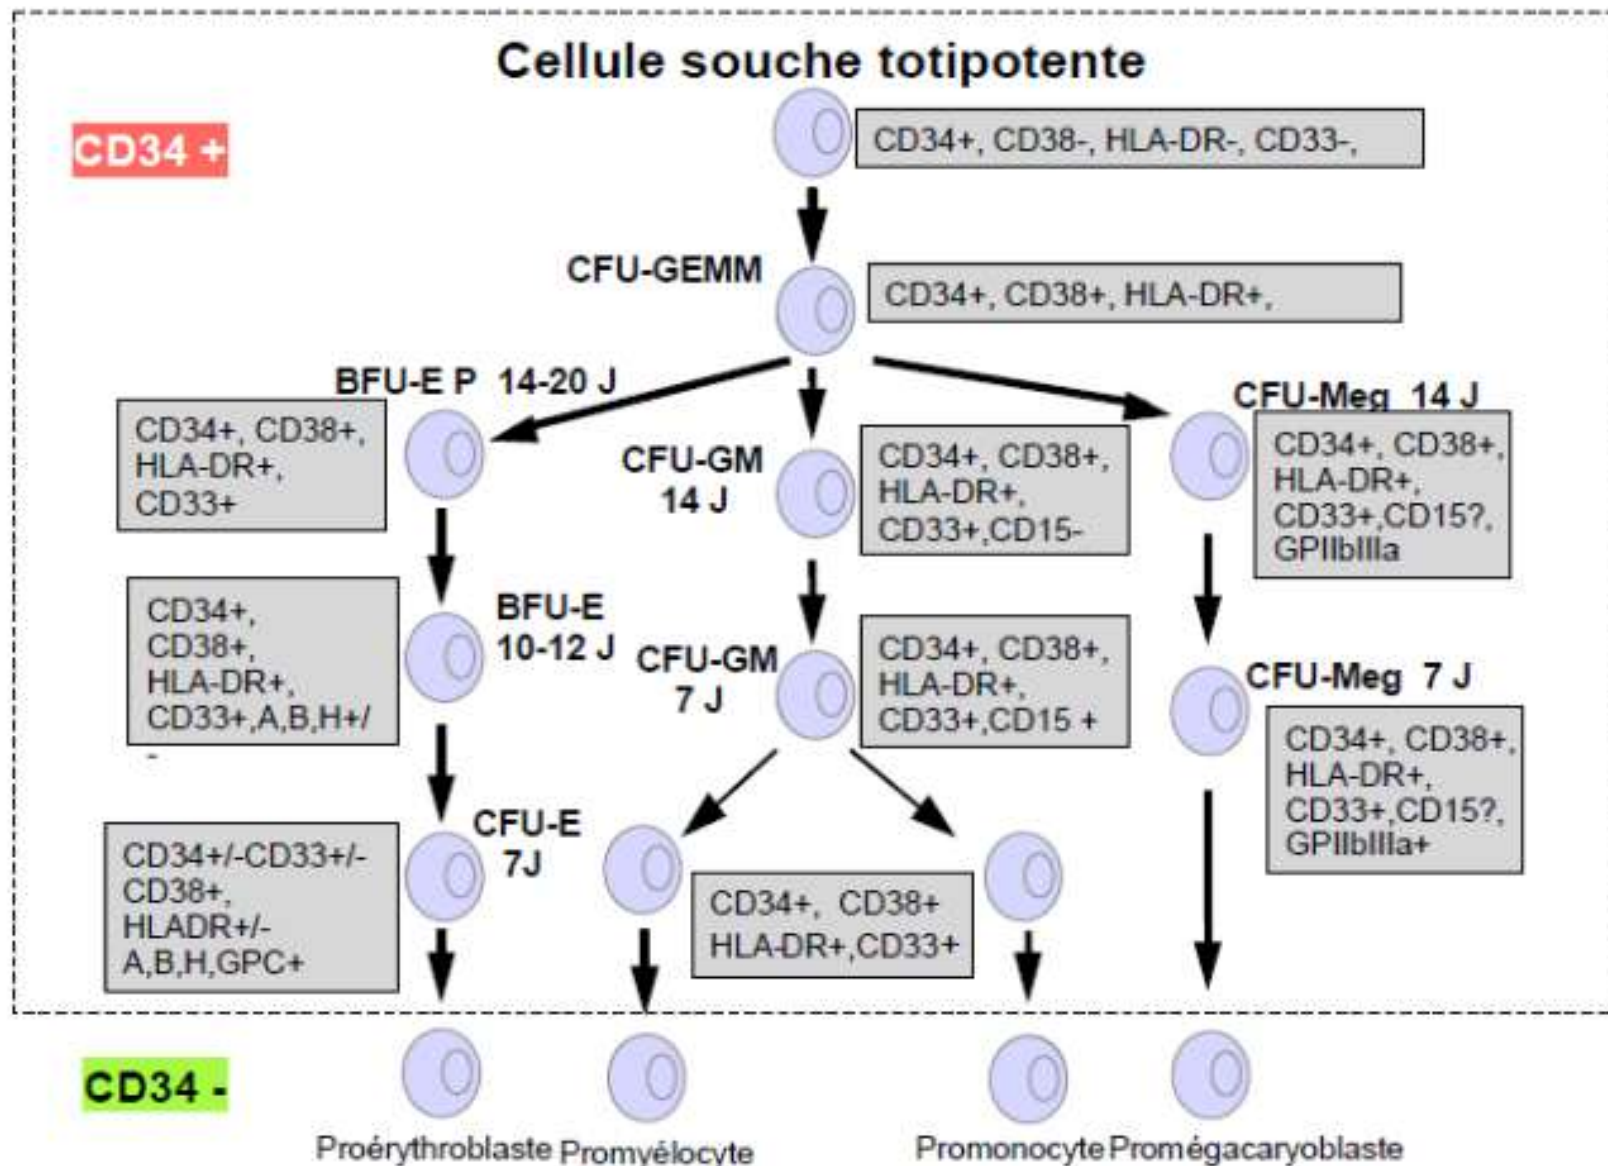 Cellule souche totipotente
CD34 +
CD34+, CD38-, HLA-DR-, CD33-,
CFU-GEMM
CD34+, CD38+, HLA-DR+,
BFU-E P 14-20 J
CD34+, CD38+,
HLA-DR+,
CD33+
CFU-GM
14 J
CD34+, CD38+,
HLA-DR+,
CD33+,CD15-
CFU-Meg 14 J
CD34+, CD38+,
HLA-DR+,
CD33+,CD15?,
GPIIbIIIa
CD34+,
CD38+,
HLA-DR+,
CD33+,A,B,H+/
-
BFU-E
10-12 J
CFU-GM
7 J
CD34+, CD38+,
HLA-DR+,
CD33+,CD15 +
CFU-Meg 7 J
CD34+, CD38+,
HLA-DR+,
CD33+,CD15?,
GPIIbIIIa+
CD34+/-CD33+/-
CD38+,
HLADR+/-
A,B,H,GPC+
CFU-E
7J
CD34+, CD38+
HLA-DR+,CD33+
CD34 -
Proérythroblaste
Promyélocyte
Promonocyte
Promégacaryoblaste